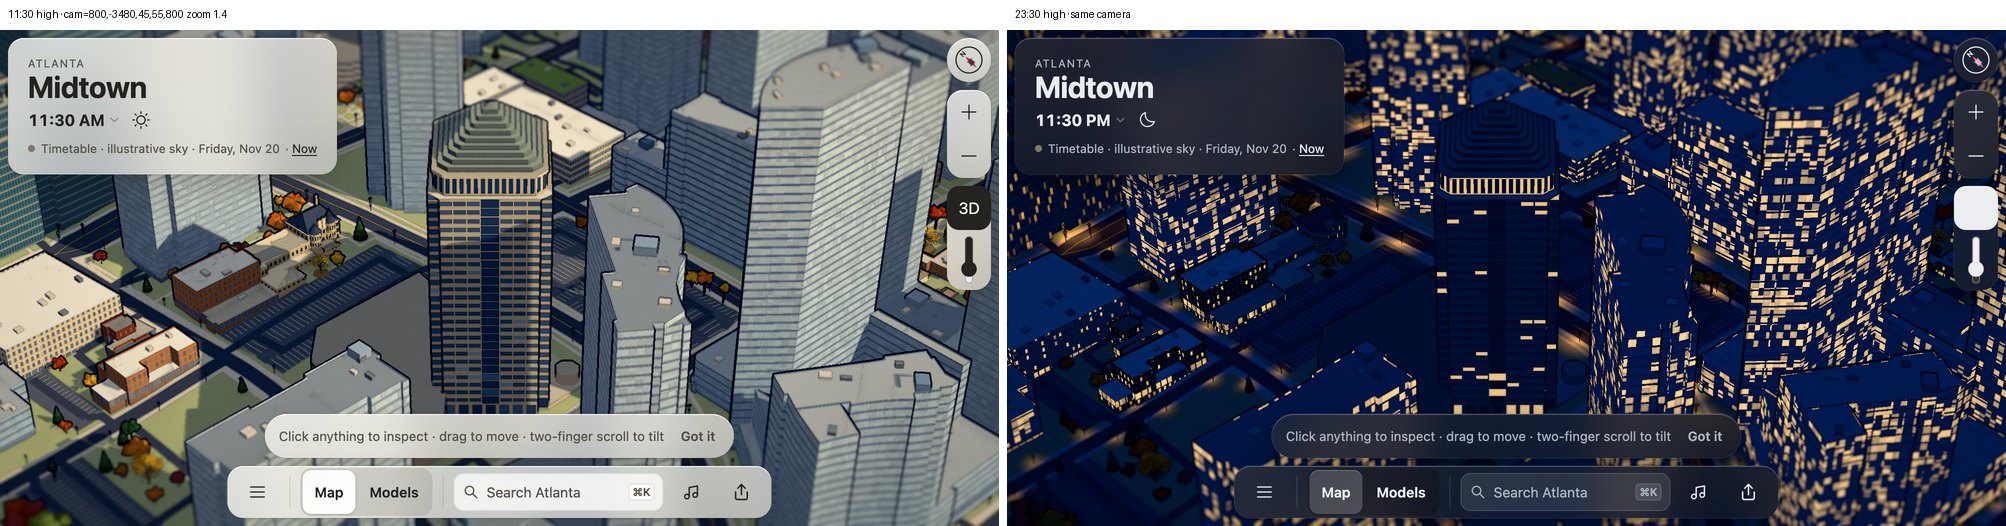 11:30 high · cam=800,-3480,45,55,800 zoom 1.4
ATLANTA
Midtown
11:30 AM
Timetable · illustrative sky · Friday, Nov 20 · Now
N
3D
Click anything to inspect · drag to move · two-finger scroll to tilt Got it
Map Models Search Atlanta ⌘K
23:30 high · same camera
ATLANTA
Midtown
11:30 PM
Timetable · illustrative sky · Friday, Nov 20 · Now
N
Click anything to inspect · drag to move · two-finger scroll to tilt Got it
Map Models Search Atlanta ⌘K